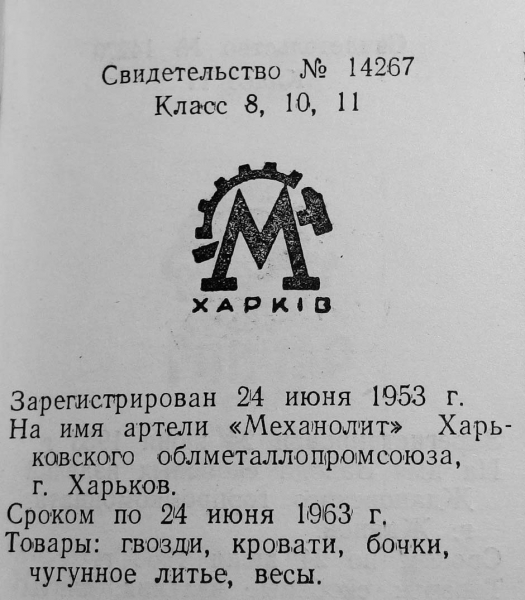 Свидетельство № 14267
Класс 8, 10, 11
М
ХАРКІВ
Зарегистрирован 24 июня 1953 г.
На имя артели «Механолит» Харь-
ковского облметаллопромсоюза,
г. Харьков.
Сроком по 24 июня 1963 г.
Товары: гвозди, кровати, бочки,
чугунное литье, весы.